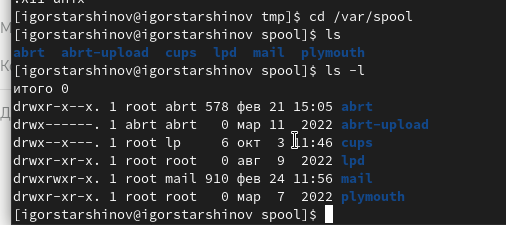 [igorstarshinov@igorstarshinov tmp]$ cd /var/spool
[igorstarshinov@igorstarshinov spool]$ ls
abrt abrt-upload cups lpd mail plymouth
[igorstarshinov@igorstarshinov spool]$ ls -l
итого 0
drwxr-x--x. 1 root abrt 578 фев 21 15:05 abrt
drwx------. 1 abrt abrt 0 мар 11 2022 abrt-upload
drwx--x---. 1 root lp 6 окт 3 11:46 cups
drwxr-xr-x. 1 root root 0 авг 9 2022 lpd
drwxrwxr-x. 1 root mail 910 фев 24 11:56 mail
drwxr-xr-x. 1 root root 0 мар 7 2022 plymouth
[igorstarshinov@igorstarshinov spool]$